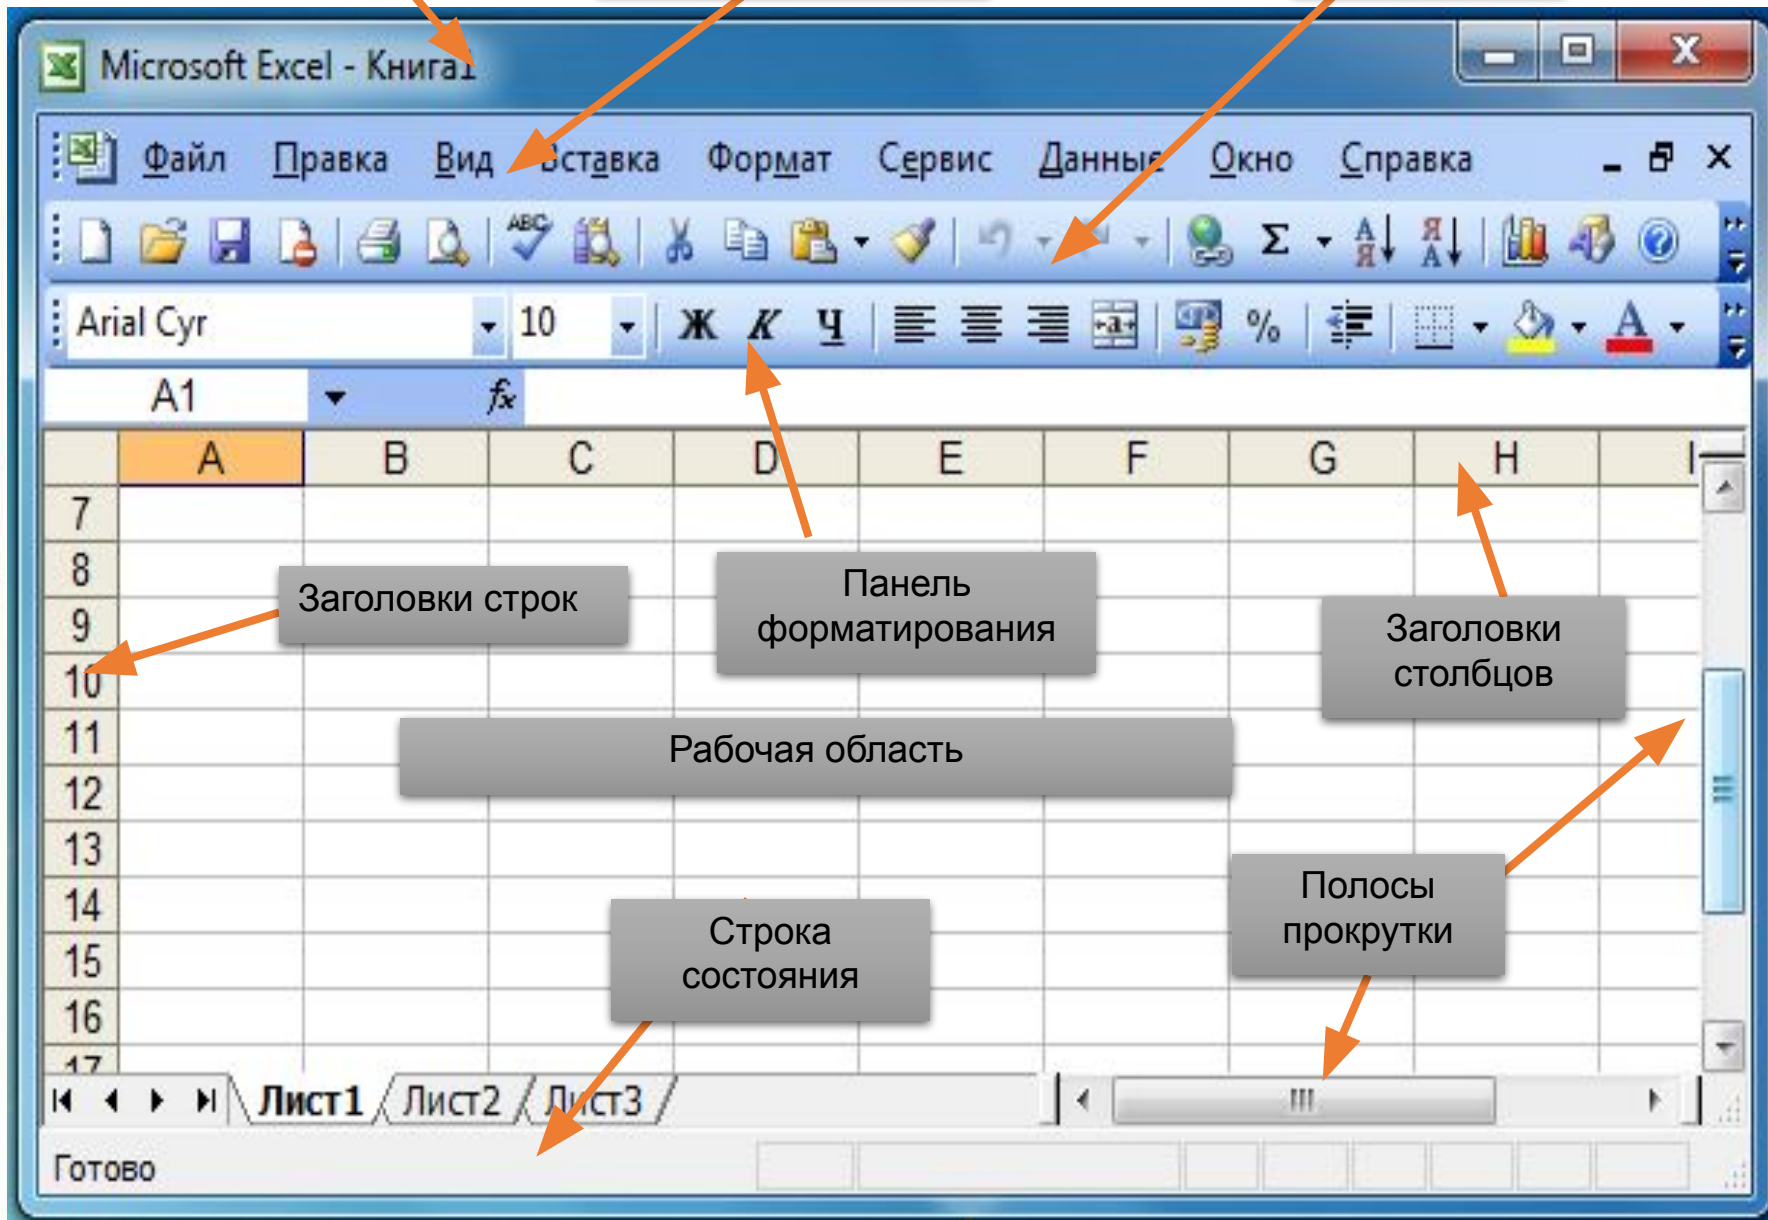 Microsoft Excel - Книга1
Файл Правка Вид Вставка Формат Сервис Данные Окно Справка
Arial Cyr 10 Ж К Ч %
A1 fx
A B C D E F G H I
7
8
9
10
11
12
13
14
15
16
17
Заголовки строк
Панель
форматирования
Заголовки
столбцов
Рабочая область
Полосы
прокрутки
Строка
состояния
Лист1 Лист2 Лист3
Готово